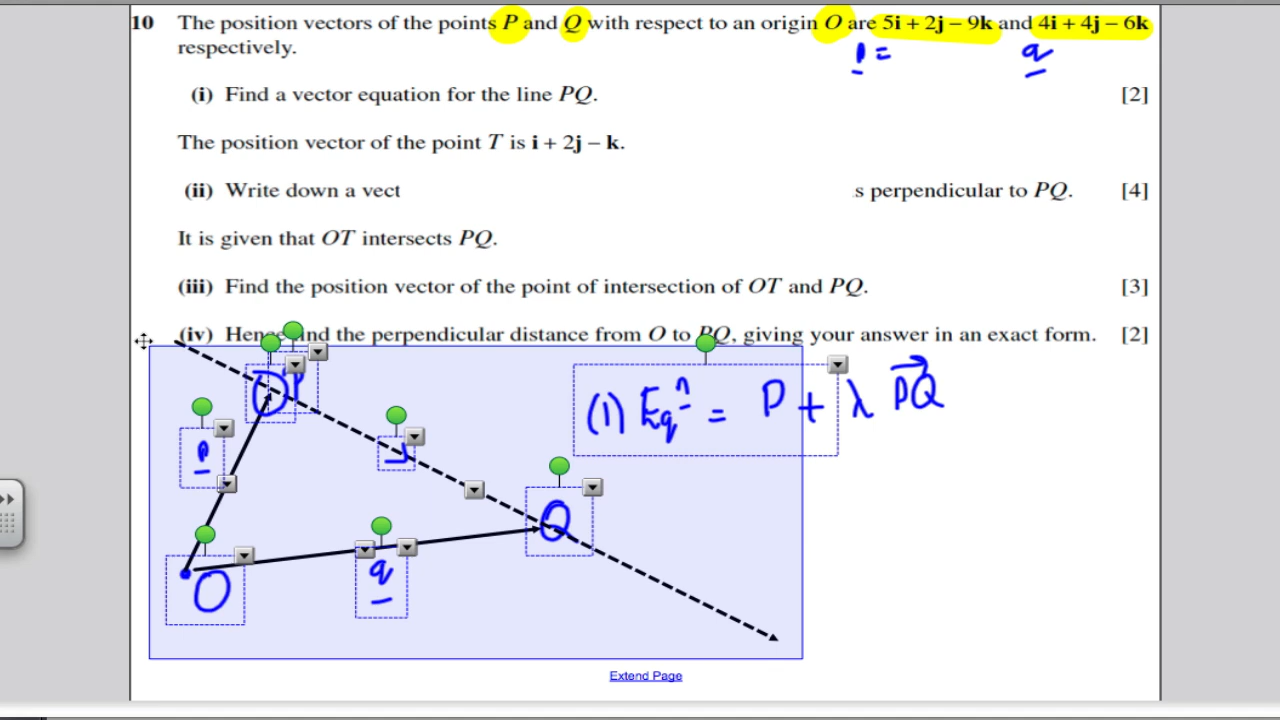 10 The position vectors of the points P and Q with respect to an origin O are 5i + 2j − 9k and 4i + 4j − 6k
respectively.
p =
q
(i) Find a vector equation for the line PQ. [2]
The position vector of the point T is i + 2j − k.
(ii) Write down a vect s perpendicular to PQ. [4]
It is given that OT intersects PQ.
(iii) Find the position vector of the point of intersection of OT and PQ. [3]
(iv) Hence find the perpendicular distance from O to PQ, giving your answer in an exact form. [2]
P
(1) Eqn = P + λ PQ
p
Q
O
q
Extend Page